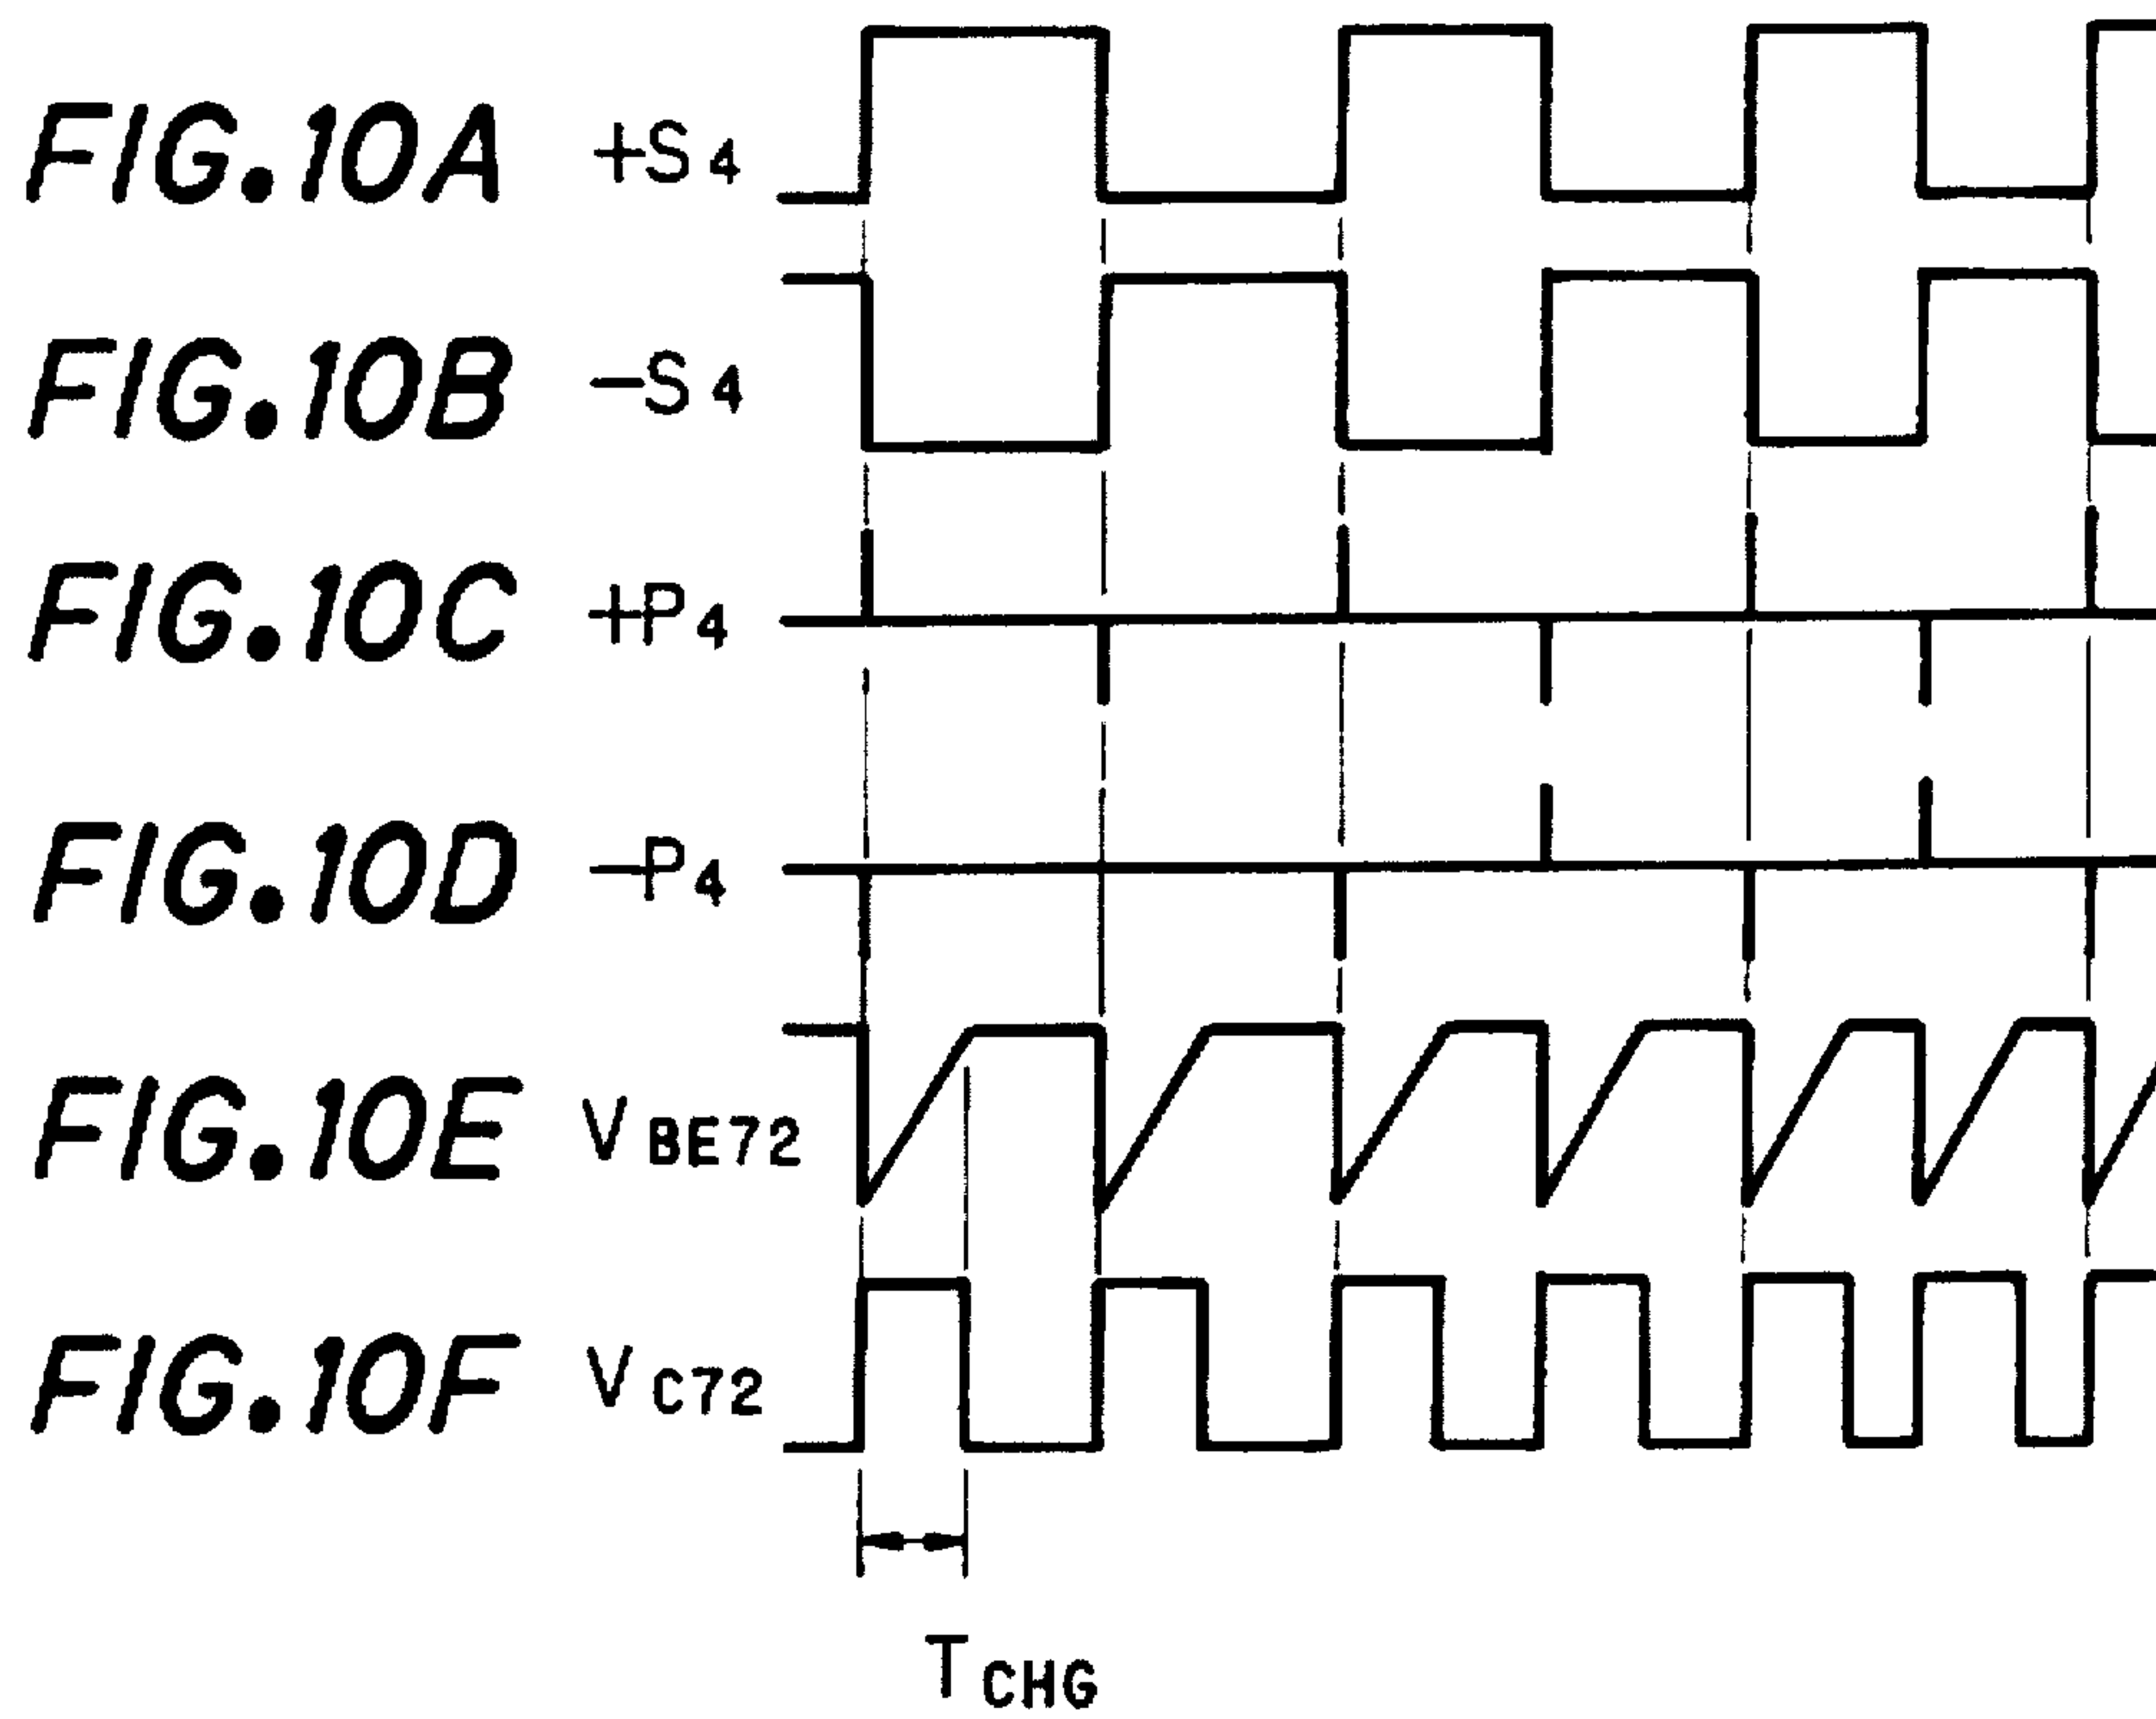 FIG.10A +S4
FIG.10B -S4
FIG.10C +P4
FIG.10D -P4
FIG.10E VBE72
FIG.10F VC72
TCHG